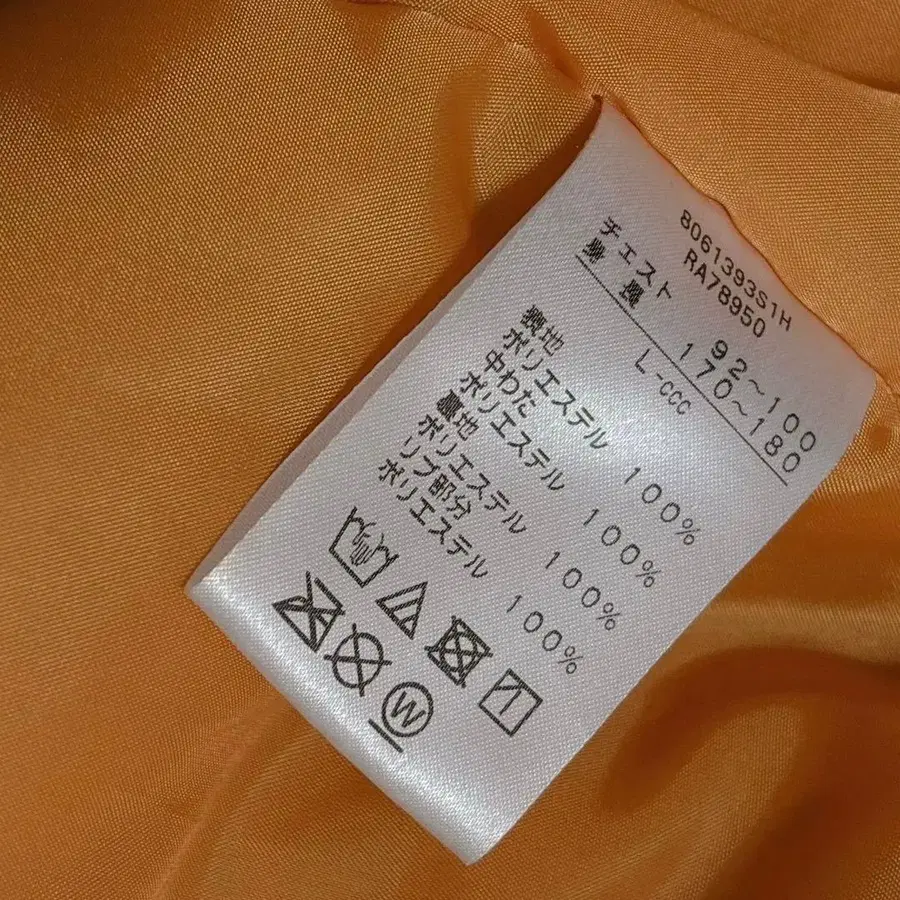 8061393S1H
RA78950
チェスト 92~100
170~180
L-CCC
表地
ポリエステル 100%
中わた
ポリエステル 100%
裏地
ポリエステル 100%
リブ部分
ポリエステル 100%
W